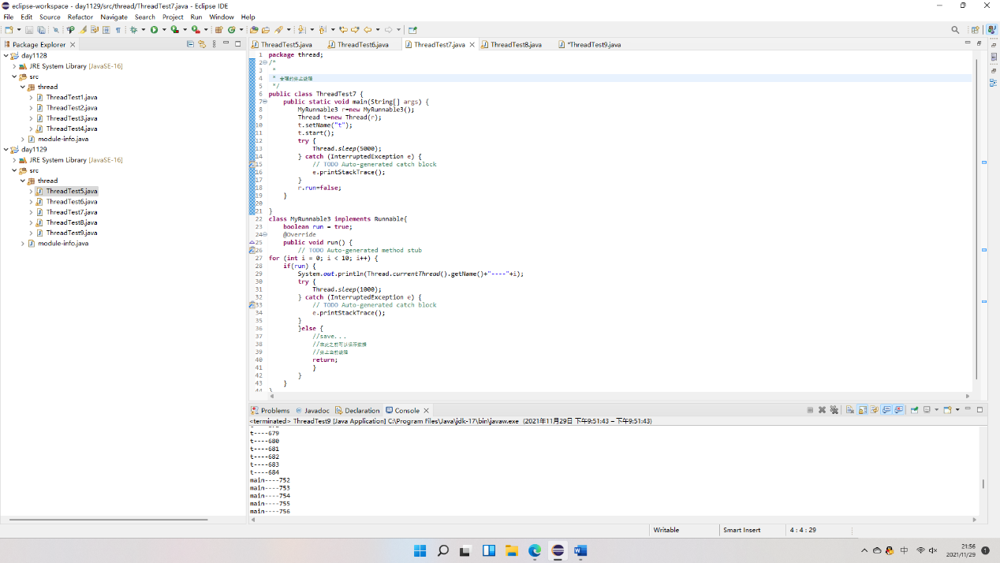 eclipse-workspace - day1129/src/thread/ThreadTest7.java - Eclipse IDE
File Edit Source Refactor Navigate Search Project Run Window Help
Package Explorer
day1128
JRE System Library [JavaSE-16]
src
thread
ThreadTest1.java
ThreadTest2.java
ThreadTest3.java
ThreadTest4.java
module-info.java
day1129
JRE System Library [JavaSE-16]
src
thread
ThreadTest5.java
ThreadTest6.java
ThreadTest7.java
ThreadTest8.java
ThreadTest9.java
module-info.java
ThreadTest5.java ThreadTest6.java ThreadTest7.java ThreadTest8.java *ThreadTest9.java
1 package thread;
2 /*
3 *
4 * 合理的终止线程
5 */
6 public class ThreadTest7 {
7 public static void main(String[] args) {
8 MyRunnable3 r=new MyRunnable3();
9 Thread t=new Thread(r);
10 t.setName("t");
11 t.start();
12 try {
13 Thread.sleep(5000);
14 } catch (InterruptedException e) {
15 // TODO Auto-generated catch block
16 e.printStackTrace();
17 }
18 r.run=false;
19 }
20
21 }
22 class MyRunnable3 implements Runnable{
23 boolean run = true;
24 @Override
25 public void run() {
26 // TODO Auto-generated method stub
27 for (int i = 0; i < 10; i++) {
28 if(run) {
29 System.out.println(Thread.currentThread().getName()+"----"+i);
30 try {
31 Thread.sleep(1000);
32 } catch (InterruptedException e) {
33 // TODO Auto-generated catch block
34 e.printStackTrace();
35 }
36 }else {
37 //save...
38 //在此之前可以保存数据
39 //终止当前线程
40 return;
41 }
42 }
43 }
44 }
Problems Javadoc Declaration Console
<terminated> ThreadTest9 [Java Application] C:\Program Files\Java\jdk-17\bin\javaw.exe (2021年11月29日 下午9:51:43 – 下午9:51:43)
t----679
t----680
t----681
t----682
t----683
t----684
main----752
main----753
main----754
main----755
main----756
Writable Smart Insert 4 : 4 : 29
中 21:56
2021/11/29 1